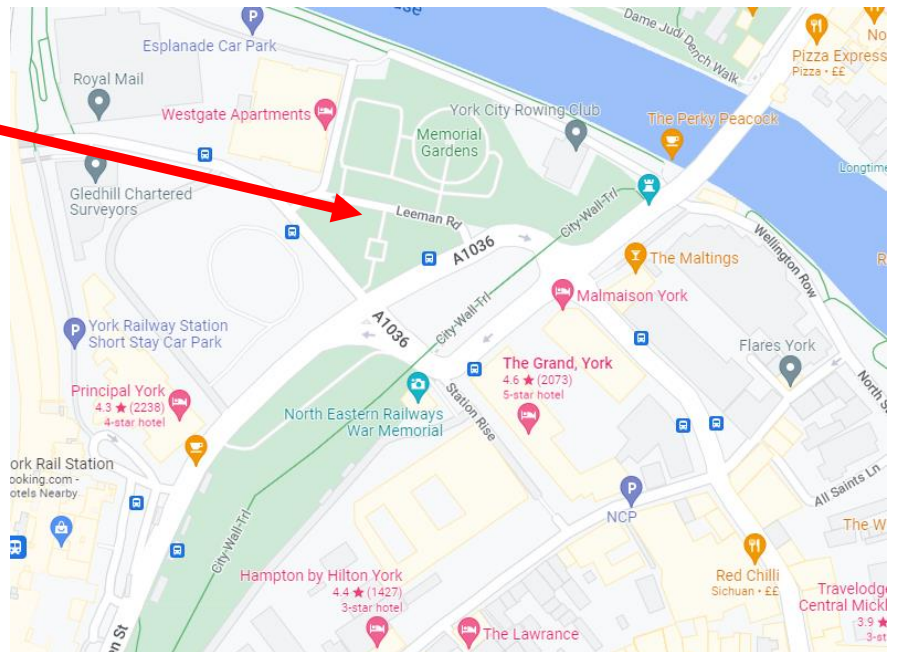 use
Dame Judi Dench Walk
Esplanade Car Park
No
Pizza Express
Pizza • ££
Royal Mail
Westgate Apartments
York City Rowing Club
The Perky Peacock
Memorial
Gardens
Longtime
Gledhill Chartered
Surveyors
Leeman Rd
City-Wall-Trl
A1036
Wellington Row
The Maltings
R
Malmaison York
City-Wall-Trl
A1036
P
York Railway Station
Short Stay Car Park
Flares York
The Grand, York
4.6 ★ (2073)
5-star hotel
North S
Principal York
4.3 ★ (2238)
4-star hotel
Station Rise
North Eastern Railways
War Memorial
ork Rail Station
ooking.com -
otels Nearby
All Saints Ln
P
NCP
The W
City-Wall-Trl
Hampton by Hilton York
4.4 ★ (1427)
3-star hotel
Red Chilli
Sichuan • ££
Travelodge
Central Mickl
3.9 ★
3-st
The Lawrance
n St